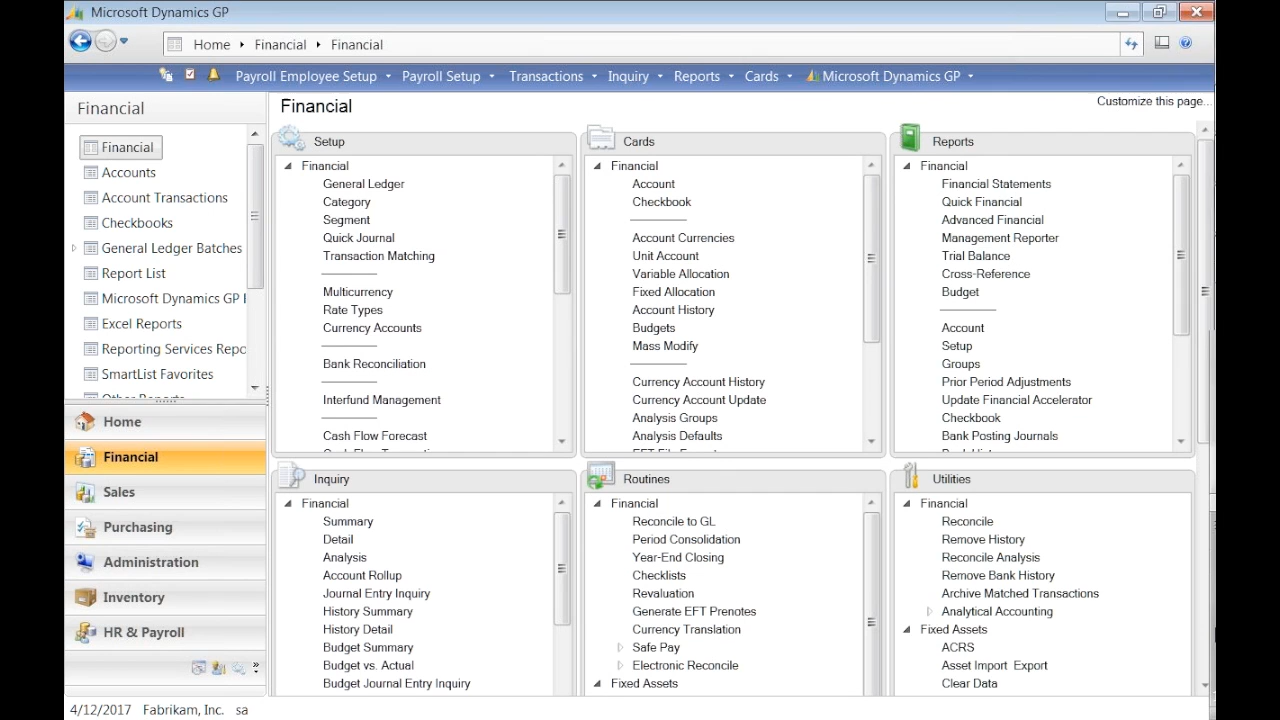 Microsoft Dynamics GP
Home Financial Financial
Payroll Employee Setup Payroll Setup Transactions Inquiry Reports Cards Microsoft Dynamics GP
Financial
Financial
Accounts
Account Transactions
Checkbooks
General Ledger Batches
Report List
Microsoft Dynamics GP
Excel Reports
Reporting Services Repo
SmartList Favorites
Other Reports
Home
Financial
Sales
Purchasing
Administration
Inventory
HR & Payroll
Financial
Customize this page...
Setup
Financial
General Ledger
Category
Segment
Quick Journal
Transaction Matching
Multicurrency
Rate Types
Currency Accounts
Bank Reconciliation
Interfund Management
Cash Flow Forecast
Cards
Financial
Account
Checkbook
Account Currencies
Unit Account
Variable Allocation
Fixed Allocation
Account History
Budgets
Mass Modify
Currency Account History
Currency Account Update
Analysis Groups
Analysis Defaults
Reports
Financial
Financial Statements
Quick Financial
Advanced Financial
Management Reporter
Trial Balance
Cross-Reference
Budget
Account
Setup
Groups
Prior Period Adjustments
Update Financial Accelerator
Checkbook
Bank Posting Journals
Inquiry
Financial
Summary
Detail
Analysis
Account Rollup
Journal Entry Inquiry
History Summary
History Detail
Budget Summary
Budget vs. Actual
Budget Journal Entry Inquiry
Routines
Financial
Reconcile to GL
Period Consolidation
Year-End Closing
Checklists
Revaluation
Generate EFT Prenotes
Currency Translation
Safe Pay
Electronic Reconcile
Fixed Assets
Utilities
Financial
Reconcile
Remove History
Reconcile Analysis
Remove Bank History
Archive Matched Transactions
Analytical Accounting
Fixed Assets
ACRS
Asset Import Export
Clear Data
4/12/2017 Fabrikam, Inc. sa